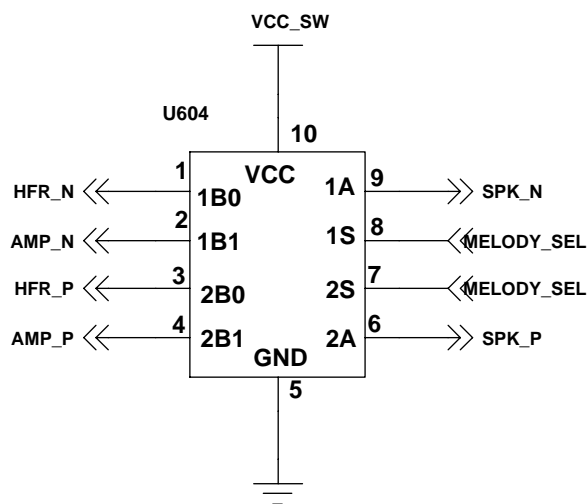 VCC_SW
U604
10
1
VCC
9
HFR_N
1B0
1A
SPK_N
2
8
AMP_N
1B1
1S
MELODY_SEL
3
7
HFR_P
2B0
2S
MELODY_SEL
4
6
AMP_P
2B1
2A
SPK_P
GND
5